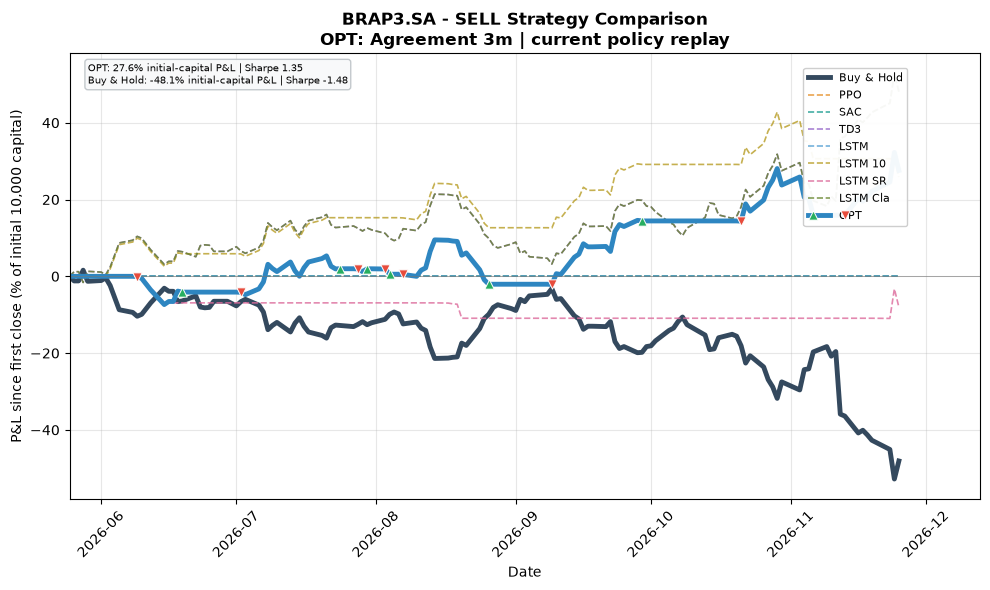 BRAP3.SA - SELL Strategy Comparison
OPT: Agreement 3m | current policy replay
OPT: 27.6% initial-capital P&L | Sharpe 1.35
Buy & Hold: -48.1% initial-capital P&L | Sharpe -1.48
Buy & Hold
PPO
SAC
TD3
LSTM
LSTM 10
LSTM SR
LSTM Cla
OPT
P&L since first close (% of initial 10,000 capital)
40
20
0
−20
−40
2026-06
2026-07
2026-08
2026-09
2026-10
2026-11
2026-12
Date